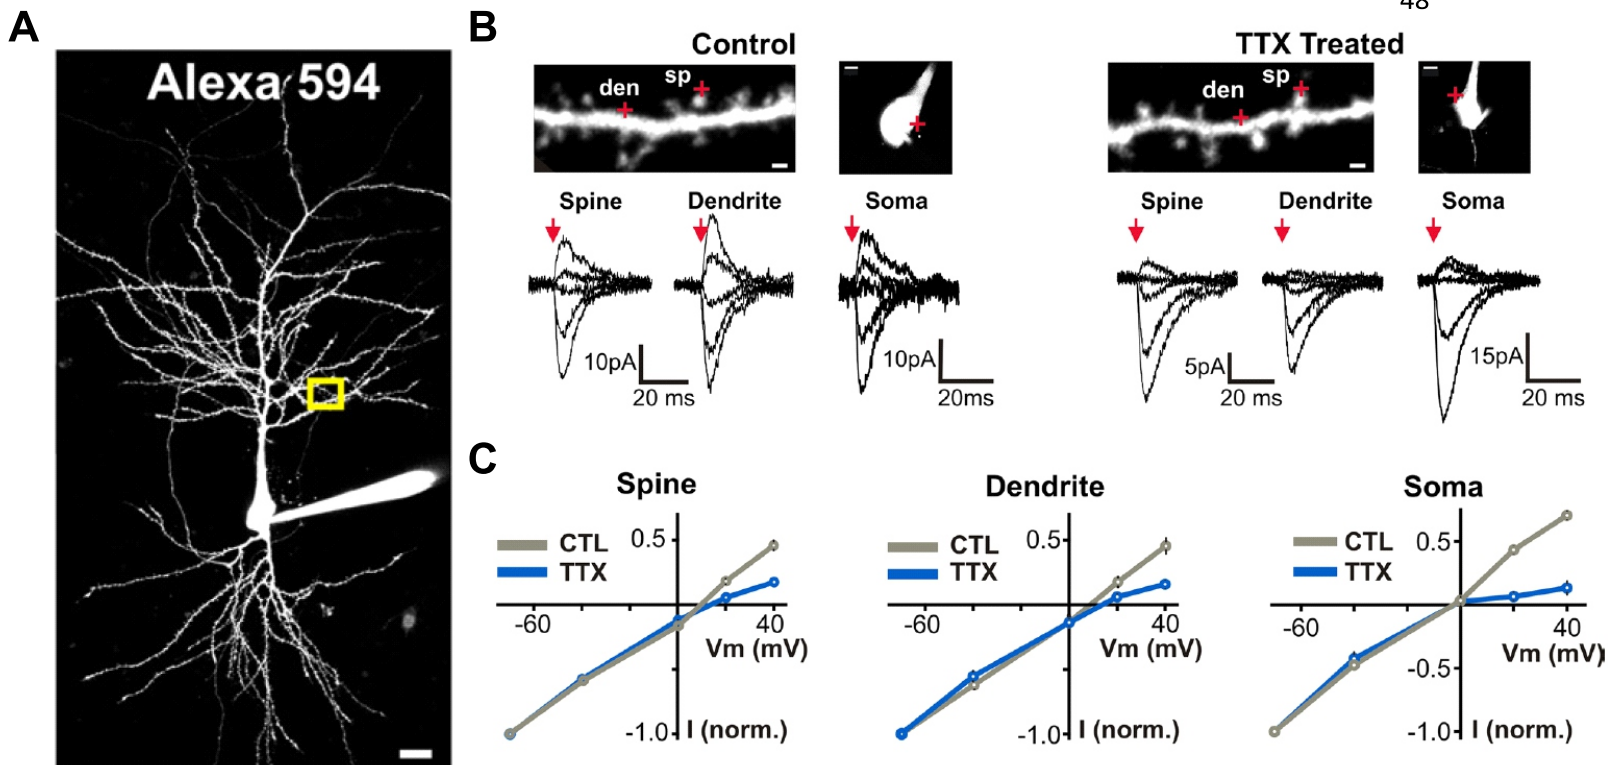 48
A
Alexa 594
B
Control
den
sp
Spine
Dendrite
Soma
10pA
20 ms
10pA
20ms
TTX Treated
den
sp
Spine
Dendrite
Soma
5pA
20 ms
15pA
20 ms
C
Spine
CTL
TTX
0.5
-60
40
Vm (mV)
-1.0
I (norm.)
Dendrite
CTL
TTX
0.5
-60
40
Vm (mV)
-1.0
I (norm.)
Soma
CTL
TTX
0.5
-60
40
Vm (mV)
-0.5
-1.0
I (norm.)